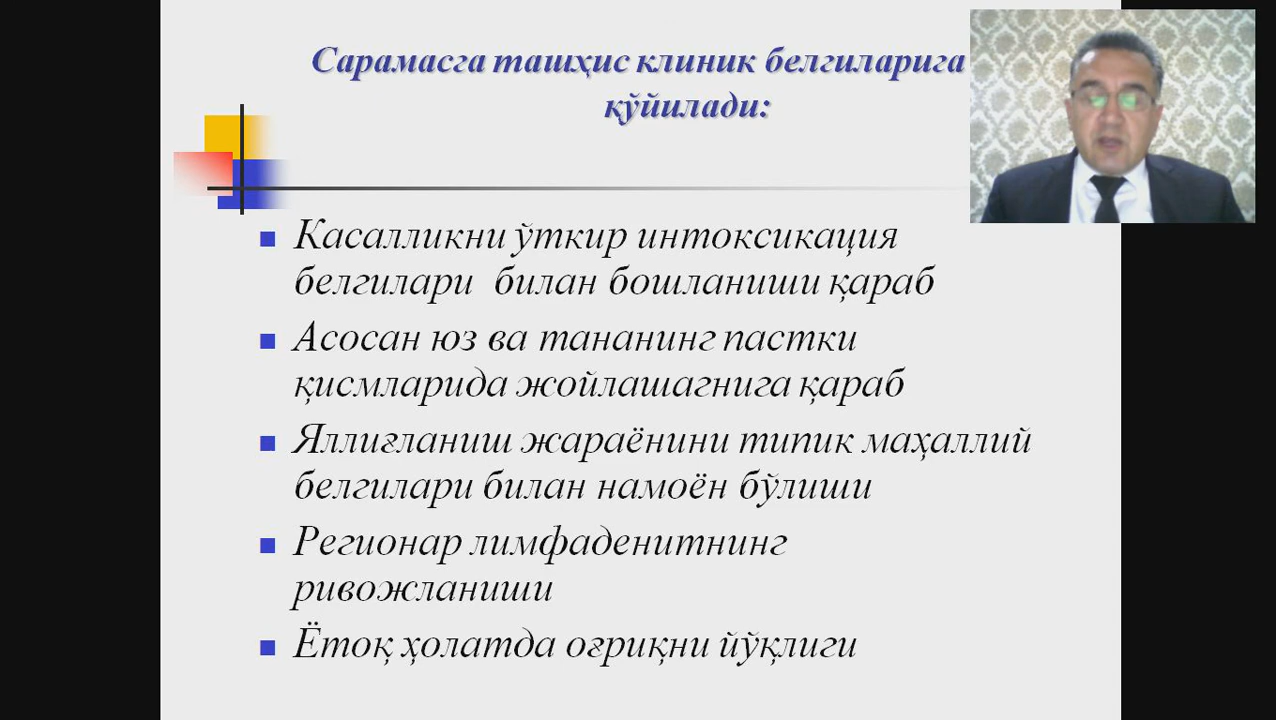 Сарамасга ташҳис клиник белгиларига
қўйилади:
Касалликни ўткир интоксикация
белгилари билан бошланиши қараб
Асосан юз ва тананинг пастки
қисмларида жойлашагнига қараб
Яллиғланиш жараёнини типик маҳаллий
белгилари билан намоён бўлиши
Регионар лимфаденитнинг
ривожланиши
Ётоқ ҳолатда оғриқни йўқлиги